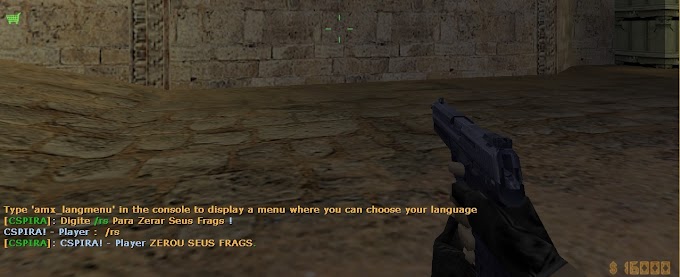 Type 'amx_langmenu' in the console to display a menu where you can choose your language
[CSPIRA]: Digite /rs Para Zerar Seus Frags !
CSPIRA! - Player :  /rs
[CSPIRA]: CSPIRA! - Player ZEROU SEUS FRAGS.
$ 16000